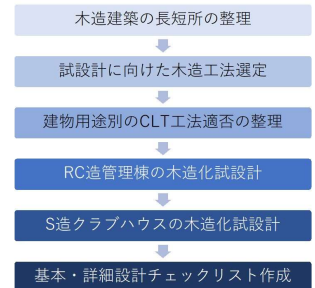 木造建築の長短所の整理
試設計に向けた木造工法選定
建物用途別のCLT工法適否の整理
RC造管理棟の木造化試設計
S造クラブハウスの木造化試設計
基本・詳細設計チェックリスト作成